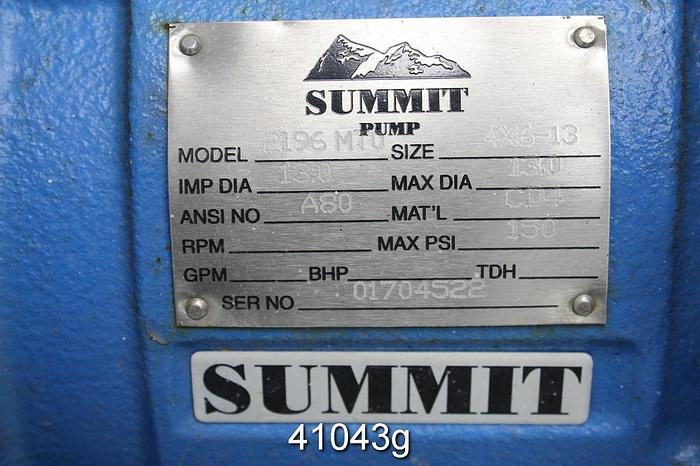 SUMMIT
PUMP
MODEL 2196 MTO SIZE 4X6-13
IMP DIA 13.0 MAX DIA 13.0
ANSI NO A80 MAT'L CD4
RPM MAX PSI 150
GPM BHP TDH
SER NO 01704522
SUMMIT
41043g